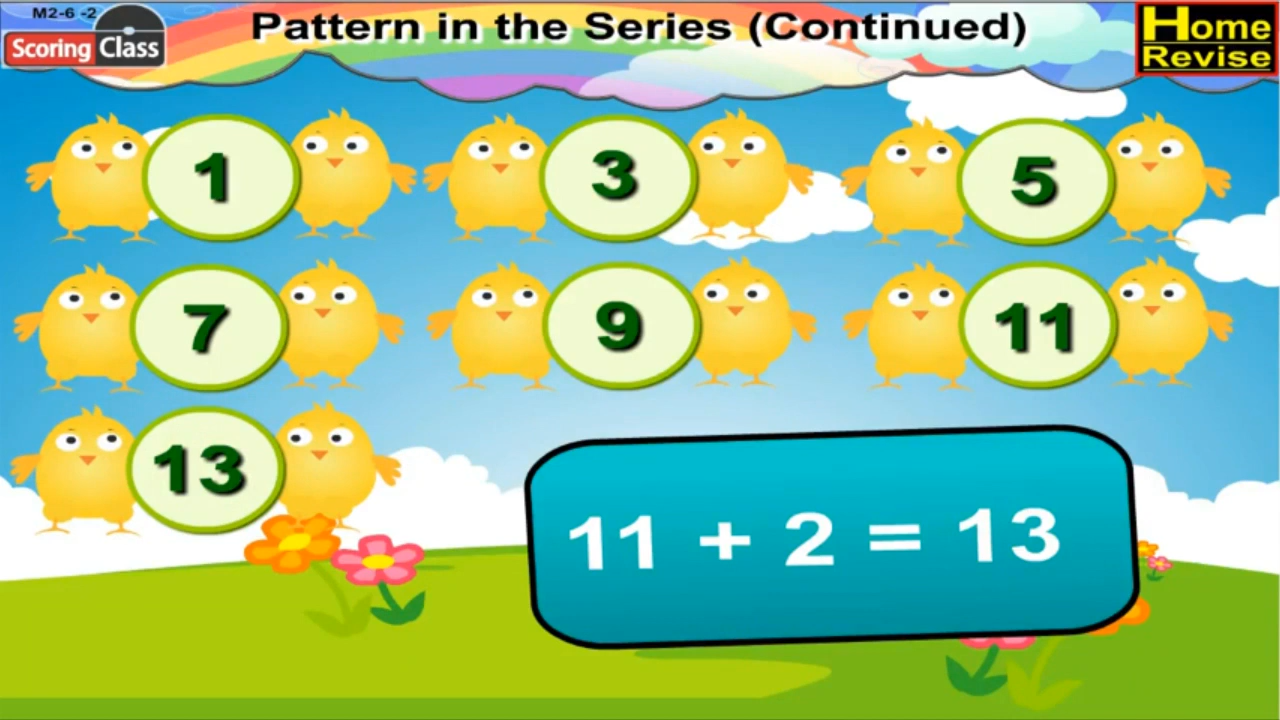 M2-6 -2
Scoring Class
Pattern in the Series (Continued)
Home
Revise
1 3 5
7 9 11
13
11 + 2 = 13